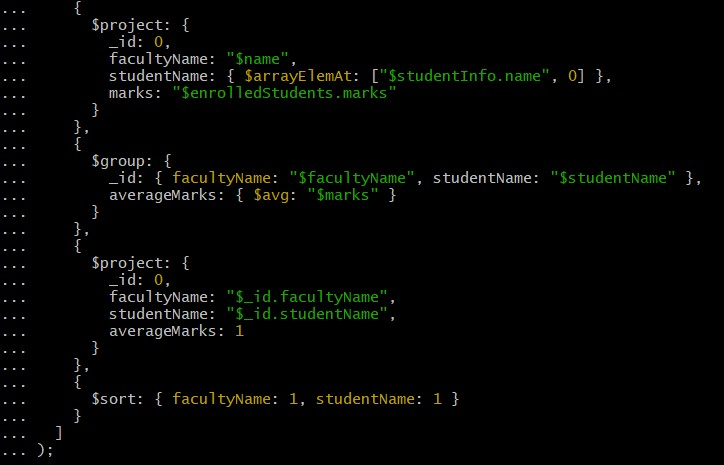 ...     {
...       $project: {
...         _id: 0,
...         facultyName: "$name",
...         studentName: { $arrayElemAt: ["$studentInfo.name", 0] },
...         marks: "$enrolledStudents.marks"
...       }
...     },
...     {
...       $group: {
...         _id: { facultyName: "$facultyName", studentName: "$studentName" },
...         averageMarks: { $avg: "$marks" }
...       }
...     },
...     {
...       $project: {
...         _id: 0,
...         facultyName: "$_id.facultyName",
...         studentName: "$_id.studentName",
...         averageMarks: 1
...       }
...     },
...     {
...       $sort: { facultyName: 1, studentName: 1 }
...     }
...   ]
... );